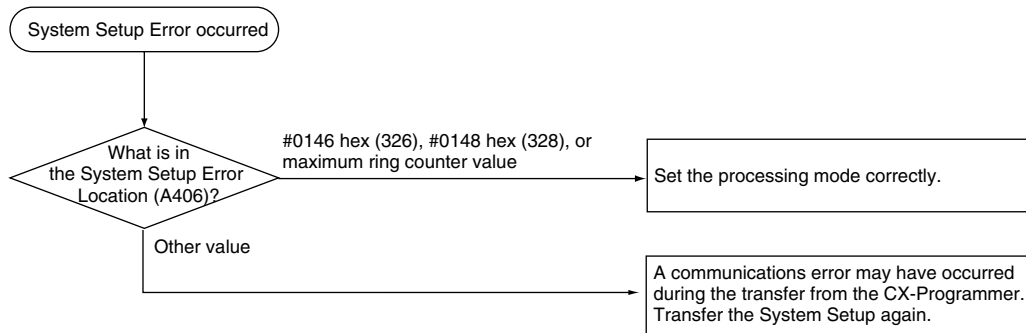 System Setup Error occurred
What is in
the System Setup Error
Location (A406)?
#0146 hex (326), #0148 hex (328), or
maximum ring counter value
Set the processing mode correctly.
Other value
A communications error may have occurred
during the transfer from the CX-Programmer.
Transfer the System Setup again.